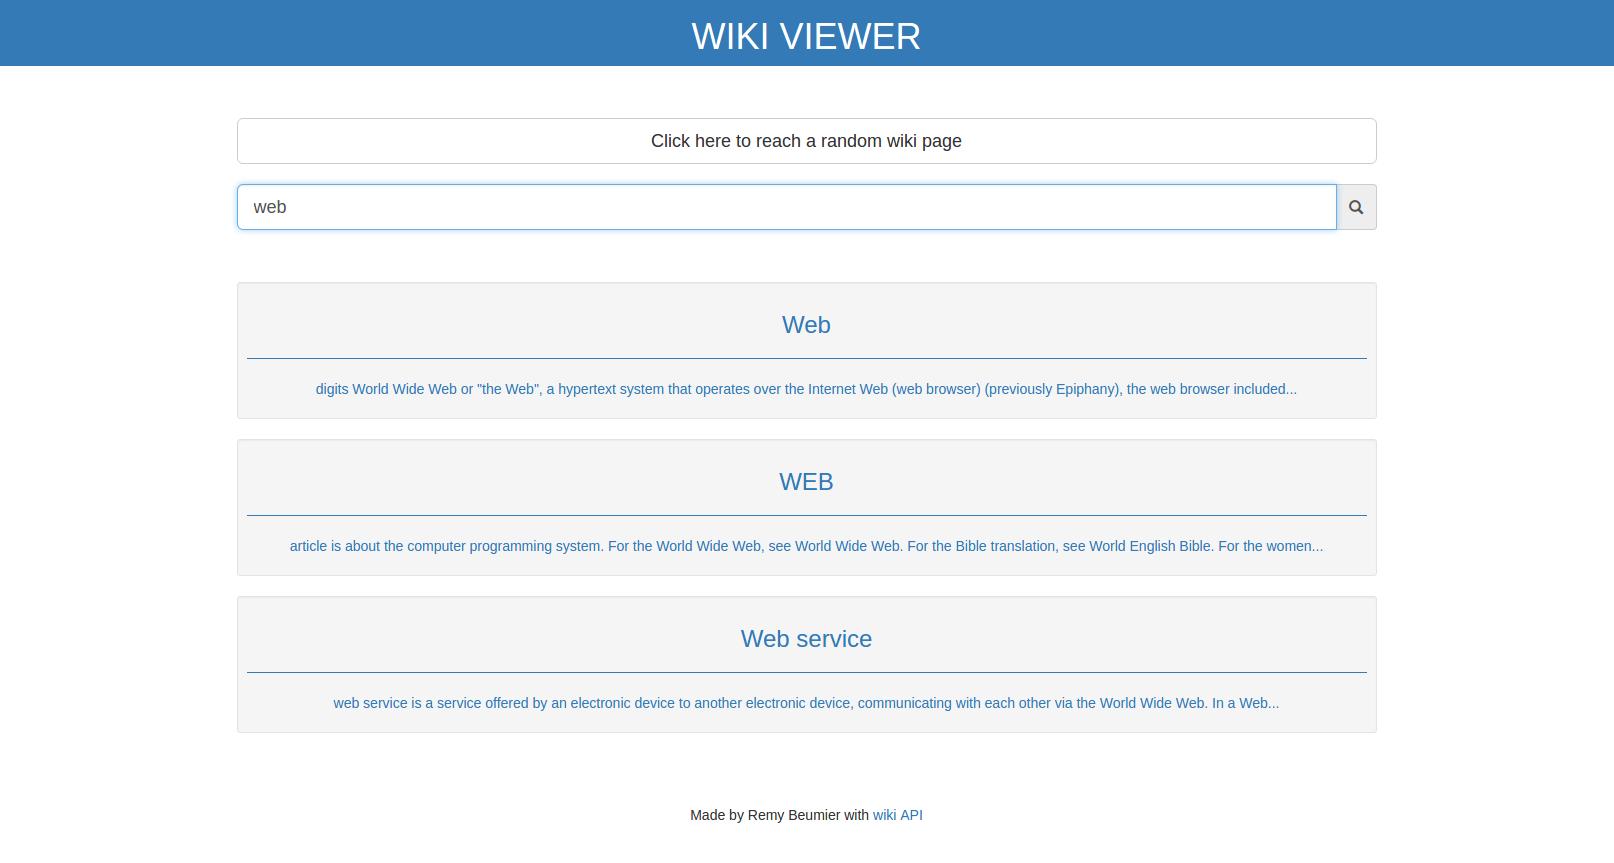 WIKI VIEWER
Click here to reach a random wiki page
web
Web
digits World Wide Web or "the Web", a hypertext system that operates over the Internet Web (web browser) (previously Epiphany), the web browser included...
WEB
article is about the computer programming system. For the World Wide Web, see World Wide Web. For the Bible translation, see World English Bible. For the women...
Web service
web service is a service offered by an electronic device to another electronic device, communicating with each other via the World Wide Web. In a Web...
Made by Remy Beumier with wiki API